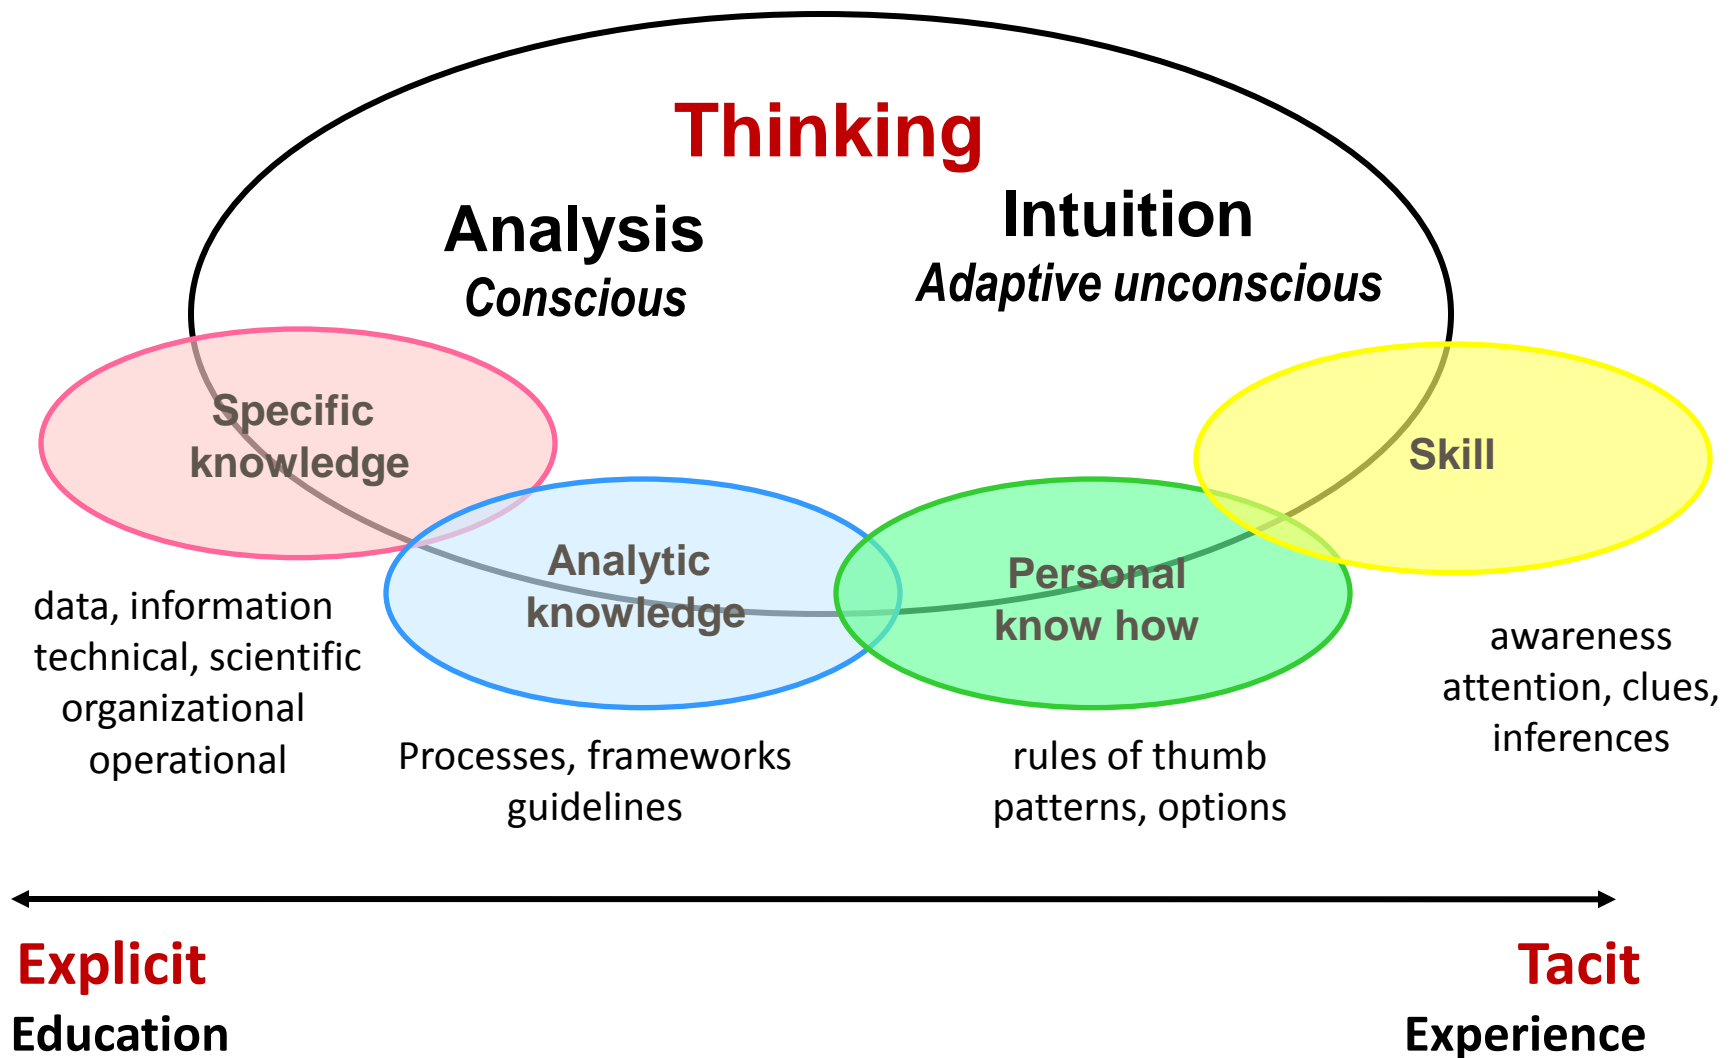 Thinking
Analysis
Conscious
Intuition
Adaptive unconscious
Specific
knowledge
Analytic
knowledge
Personal
know how
Skill
data, information
technical, scientific
organizational
operational
Processes, frameworks
guidelines
rules of thumb
patterns, options
awareness
attention, clues,
inferences
Explicit
Education
Tacit
Experience